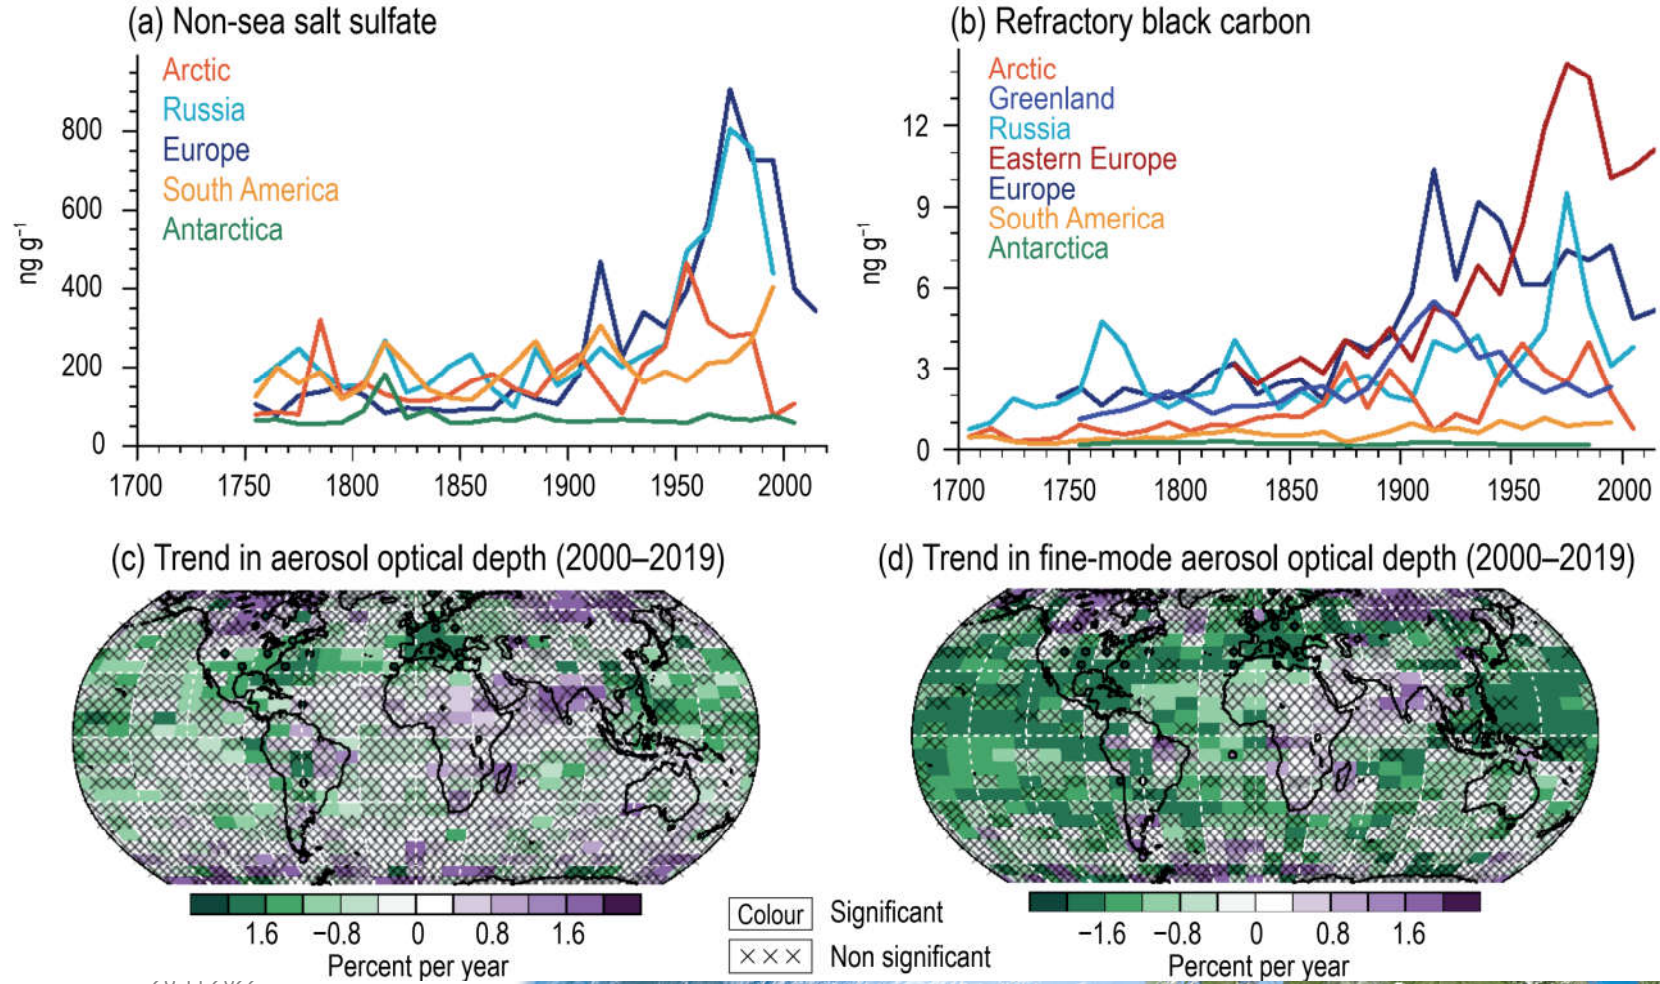 (a) Non-sea salt sulfate
Arctic
Russia
Europe
South America
Antarctica
ng g⁻¹
800
600
400
200
0
1700 1750 1800 1850 1900 1950 2000
(b) Refractory black carbon
Arctic
Greenland
Russia
Eastern Europe
Europe
South America
Antarctica
ng g⁻¹
12
9
6
3
0
1700 1750 1800 1850 1900 1950 2000
(c) Trend in aerosol optical depth (2000–2019)
1.6 −0.8 0 0.8 1.6
Percent per year
(d) Trend in fine-mode aerosol optical depth (2000–2019)
−1.6 −0.8 0 0.8 1.6
Percent per year
Colour Significant
××× Non significant